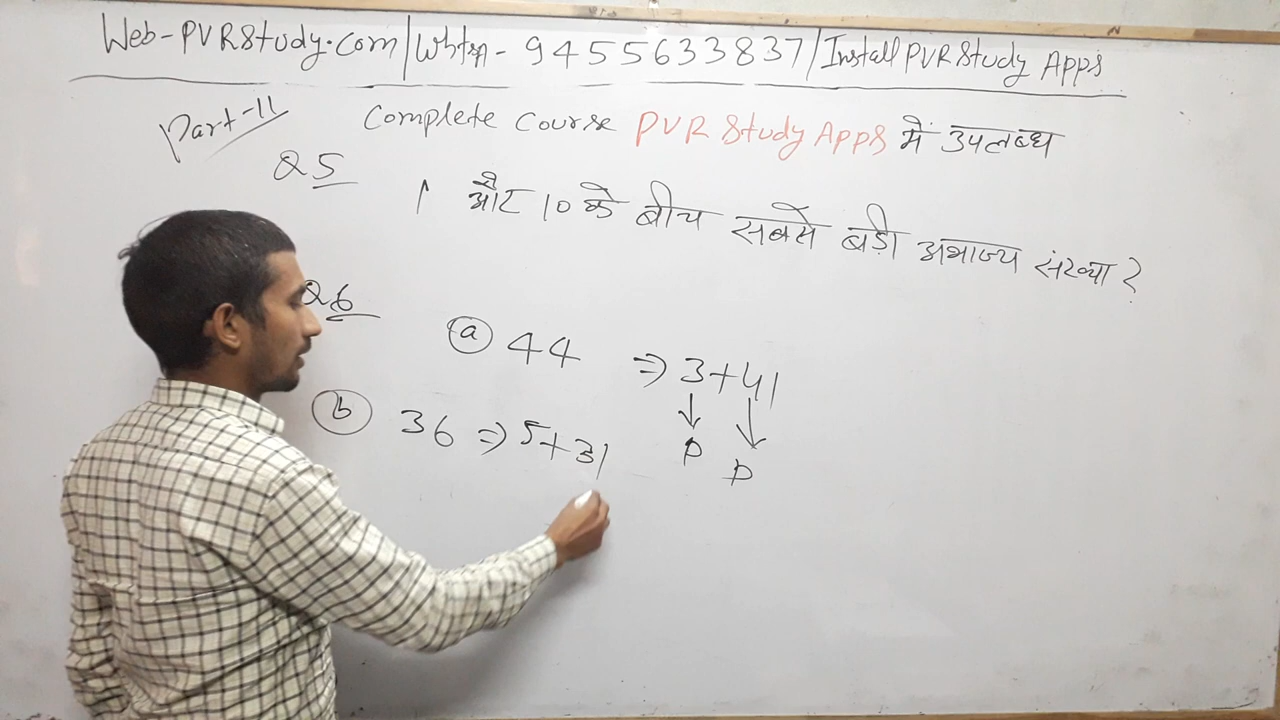 Web-PVRStudy.com/Whtsp-9455633837/Install PVR Study Apps
Part-11
Complete Course PVR Study Apps में उपलब्ध
Q5
1 और 10 के बीच सबसे बड़ी अभाज्य संख्या ?
Q6
(a) 44 ⇒ 3+41
(b) 36 ⇒ 5+31
↓ ↓
P P